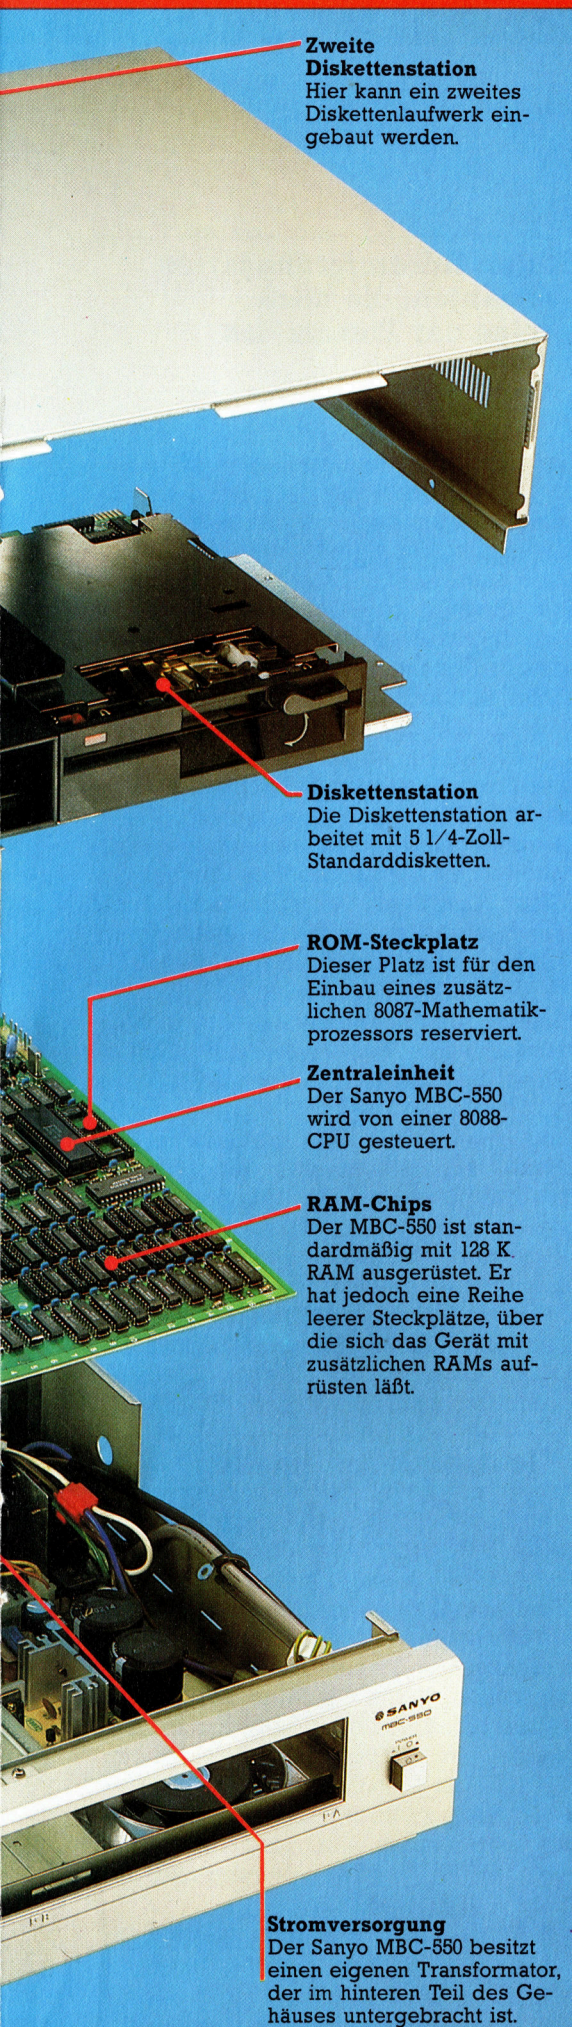 Zweite
Diskettenstation
Hier kann ein zweites
Diskettenlaufwerk ein-
gebaut werden.
Diskettenstation
Die Diskettenstation ar-
beitet mit 5 1/4-Zoll-
Standarddisketten.
ROM-Steckplatz
Dieser Platz ist für den
Einbau eines zusätz-
lichen 8087-Mathematik-
prozessors reserviert.
Zentraleinheit
Der Sanyo MBC-550
wird von einer 8088-
CPU gesteuert.
RAM-Chips
Der MBC-550 ist stan-
dardmäßig mit 128 K
RAM ausgerüstet. Er
hat jedoch eine Reihe
leerer Steckplätze, über
die sich das Gerät mit
zusätzlichen RAMs auf-
rüsten läßt.
SANYO
MBC-550
POWER
A
B
Stromversorgung
Der Sanyo MBC-550 besitzt
einen eigenen Transformator,
der im hinteren Teil des Ge-
häuses untergebracht ist.